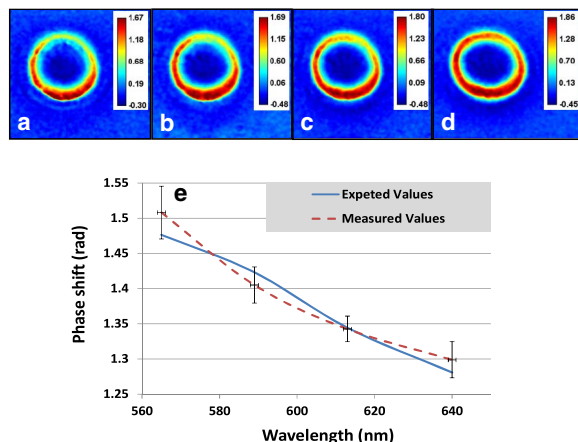 1.67
1.18
0.68
0.19
-0.30
a
1.69
1.15
0.60
0.06
-0.48
b
1.80
1.23
0.66
0.09
-0.48
c
1.86
1.28
0.70
0.13
-0.45
d
e
Expeted Values
Measured Values
1.55
1.5
1.45
1.4
1.35
1.3
1.25
Phase shift (rad)
560 580 600 620 640
Wavelength (nm)